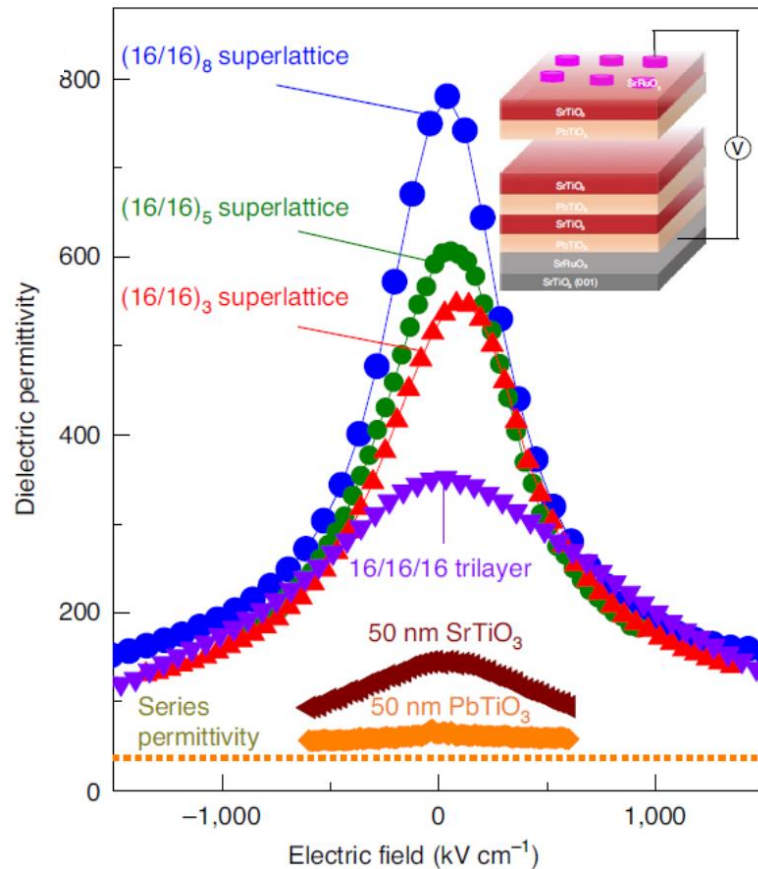 (16/16)₈ superlattice
(16/16)₅ superlattice
(16/16)₃ superlattice
16/16/16 trilayer
50 nm SrTiO₃
50 nm PbTiO₃
Series
permittivity
Dielectric permittivity
800
600
400
200
0
−1,000
0
1,000
Electric field (kV cm⁻¹)
SrRuO₃
SrTiO₃
PbTiO₃
V
SrTiO₃
PbTiO₃
SrTiO₃
PbTiO₃
SrRuO₃
SrTiO₃ (001)